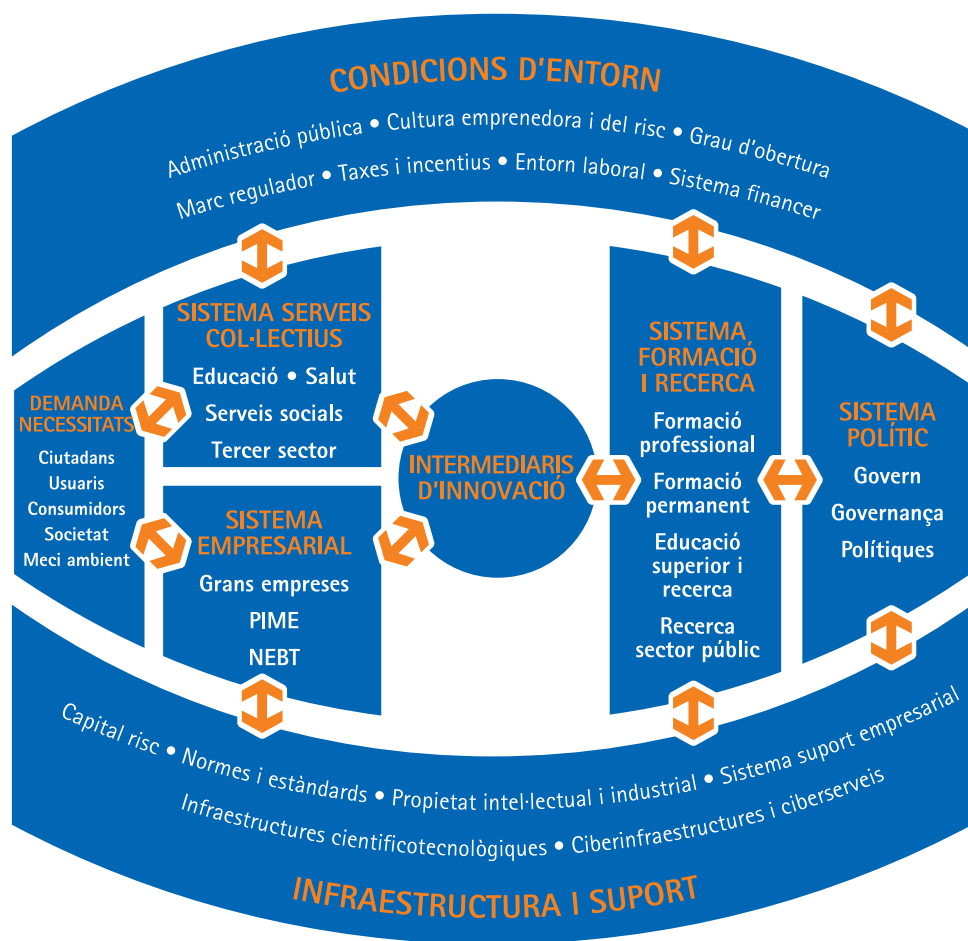 CONDICIONS D'ENTORN
Administració pública • Cultura emprenedora i del risc • Grau d'obertura
Marc regulador • Taxes i incentius • Entorn laboral • Sistema financer
SISTEMA SERVEIS
COL·LECTIUS
Educació • Salut
Serveis socials
Tercer sector
DEMANDA
NECESSITATS
Ciutadans
Usuaris
Consumidors
Societat
Meci ambient
SISTEMA
EMPRESARIAL
Grans empreses
PIME
NEBT
INTERMEDIARIS
D'INNOVACIÓ
SISTEMA
FORMACIÓ
I RECERCA
Formació
professional
Formació
permanent
Educació
superior i
recerca
Recerca
sector públic
SISTEMA
POLÍTIC
Govern
Governança
Polítiques
Capital risc • Normes i estàndards • Propietat intel·lectual i industrial • Sistema suport empresarial
Infraestructures cientificotecnològiques • Ciberinfraestructures i ciberserveis
INFRAESTRUCTURA I SUPORT